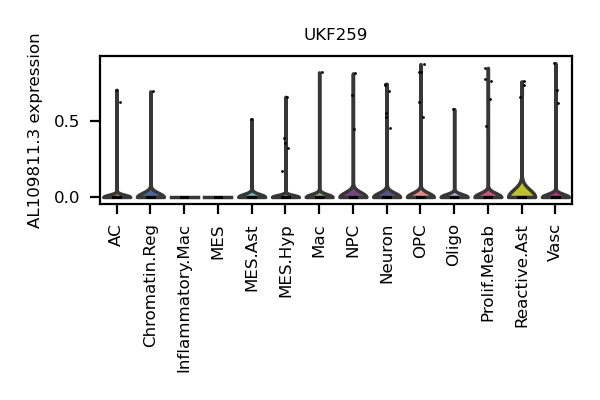 UKF259
AL109811.3 expression
0.5
0.0
AC
Chromatin.Reg
Inflammatory.Mac
MES
MES.Ast
MES.Hyp
Mac
NPC
Neuron
OPC
Oligo
Prolif.Metab
Reactive.Ast
Vasc